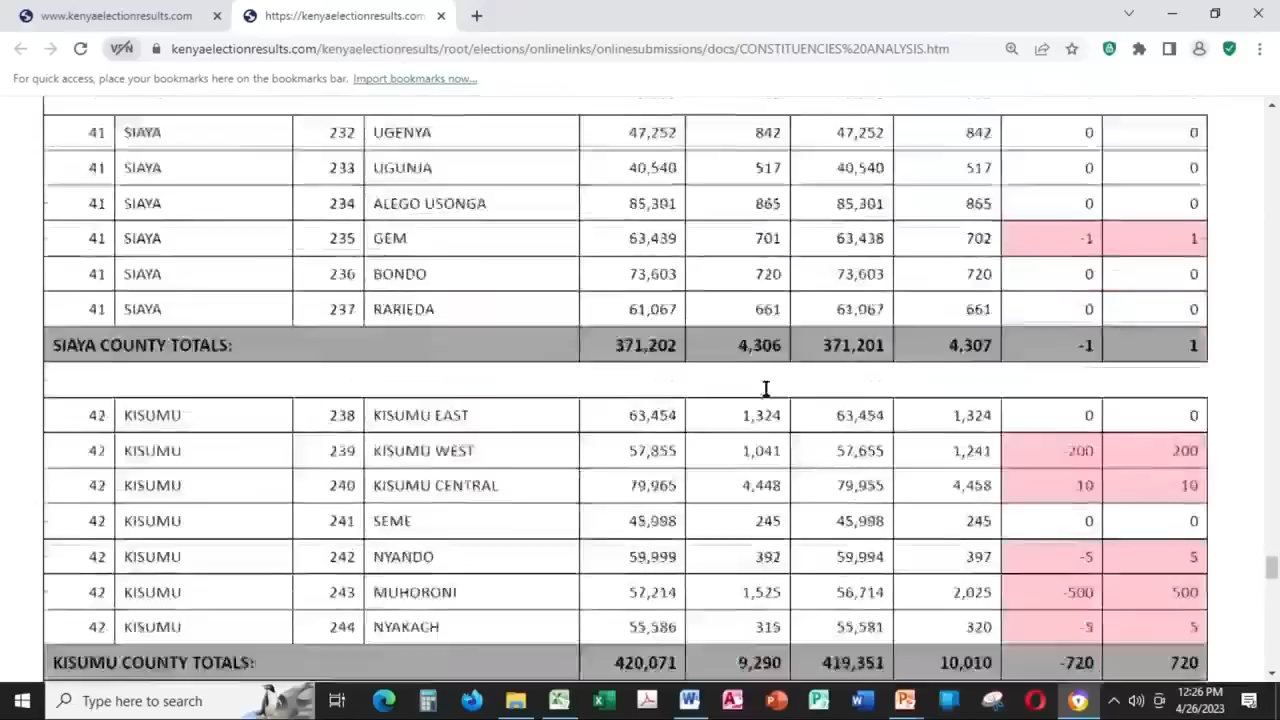 www.kenyaelectionresults.com
https://kenyaelectionresults.com
VPN kenyaelectionresults.com/kenyaelectionresults/root/elections/onlinelinks/onlinesubmissions/docs/CONSTITUENCIES%20ANALYSIS.htm
For quick access, place your bookmarks here on the bookmarks bar. Import bookmarks now...
41 SIAYA 232 UGENYA 47,252 842 47,252 842 0 0
41 SIAYA 233 UGUNJA 40,540 517 40,540 517 0 0
41 SIAYA 234 ALEGO USONGA 85,301 865 85,301 865 0 0
41 SIAYA 235 GEM 63,439 701 63,438 702 -1 1
41 SIAYA 236 BONDO 73,603 720 73,603 720 0 0
41 SIAYA 237 RARIEDA 61,067 661 61,067 661 0 0
SIAYA COUNTY TOTALS: 371,202 4,306 371,201 4,307 -1 1
42 KISUMU 238 KISUMU EAST 63,454 1,324 63,454 1,324 0 0
42 KISUMU 239 KISUMU WEST 57,855 1,041 57,655 1,241 -200 200
42 KISUMU 240 KISUMU CENTRAL 79,965 4,448 79,955 4,458 10 10
42 KISUMU 241 SEME 45,998 245 45,998 245 0 0
42 KISUMU 242 NYANDO 59,999 392 59,994 397 -5 5
42 KISUMU 243 MUHORONI 57,214 1,525 56,714 2,025 -500 500
42 KISUMU 244 NYAKACH 55,586 315 55,581 320 -5 5
KISUMU COUNTY TOTALS: 420,071 9,290 419,351 10,010 -720 720
Type here to search
12:26 PM
4/26/2023